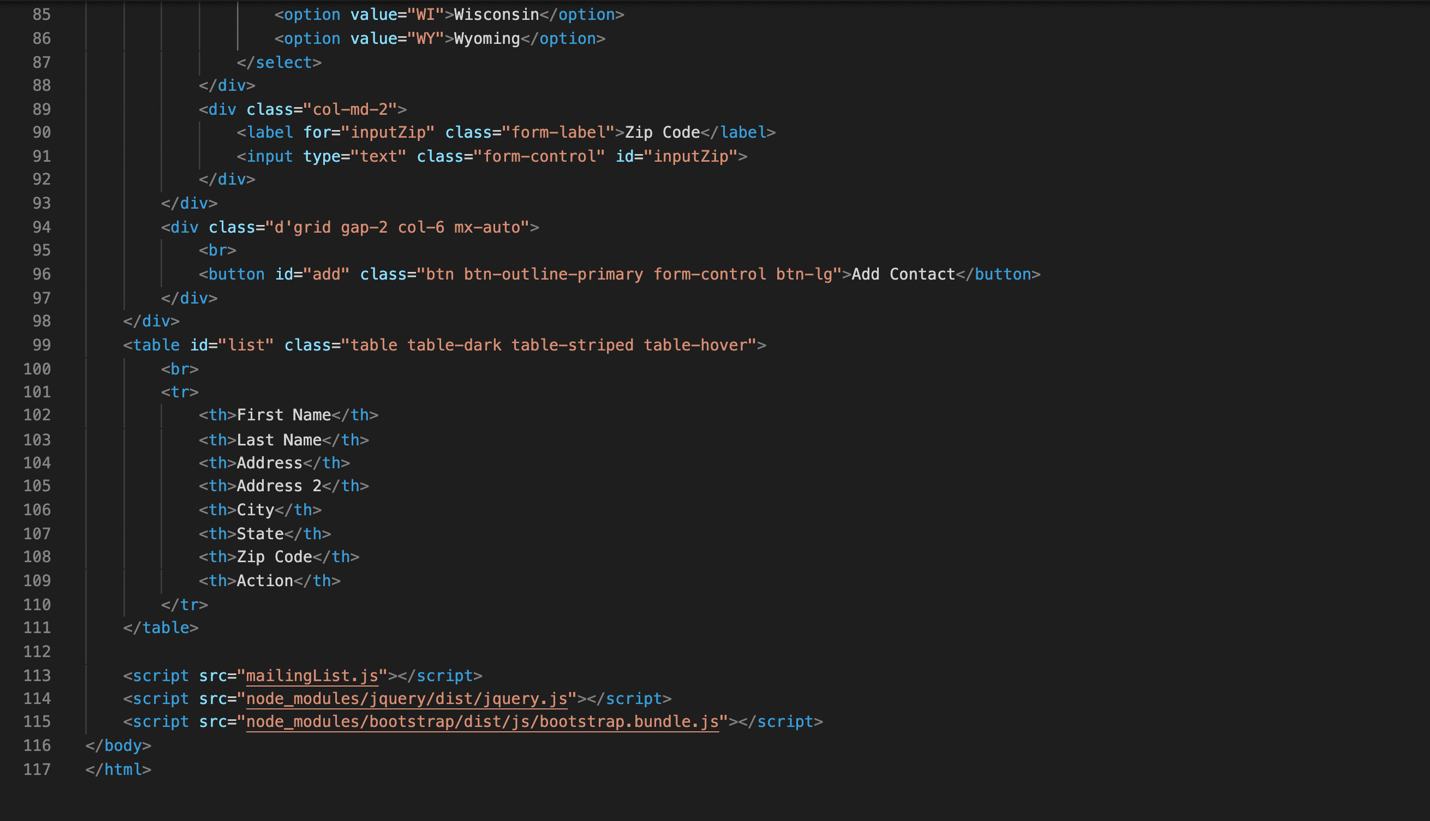 85 <option value="WI">Wisconsin</option>
86 <option value="WY">Wyoming</option>
87 </select>
88 </div>
89 <div class="col-md-2">
90 <label for="inputZip" class="form-label">Zip Code</label>
91 <input type="text" class="form-control" id="inputZip">
92 </div>
93 </div>
94 <div class="d'grid gap-2 col-6 mx-auto">
95 <br>
96 <button id="add" class="btn btn-outline-primary form-control btn-lg">Add Contact</button>
97 </div>
98 </div>
99 <table id="list" class="table table-dark table-striped table-hover">
100 <br>
101 <tr>
102 <th>First Name</th>
103 <th>Last Name</th>
104 <th>Address</th>
105 <th>Address 2</th>
106 <th>City</th>
107 <th>State</th>
108 <th>Zip Code</th>
109 <th>Action</th>
110 </tr>
111 </table>
112
113 <script src="mailingList.js"></script>
114 <script src="node_modules/jquery/dist/jquery.js"></script>
115 <script src="node_modules/bootstrap/dist/js/bootstrap.bundle.js"></script>
116 </body>
117 </html>